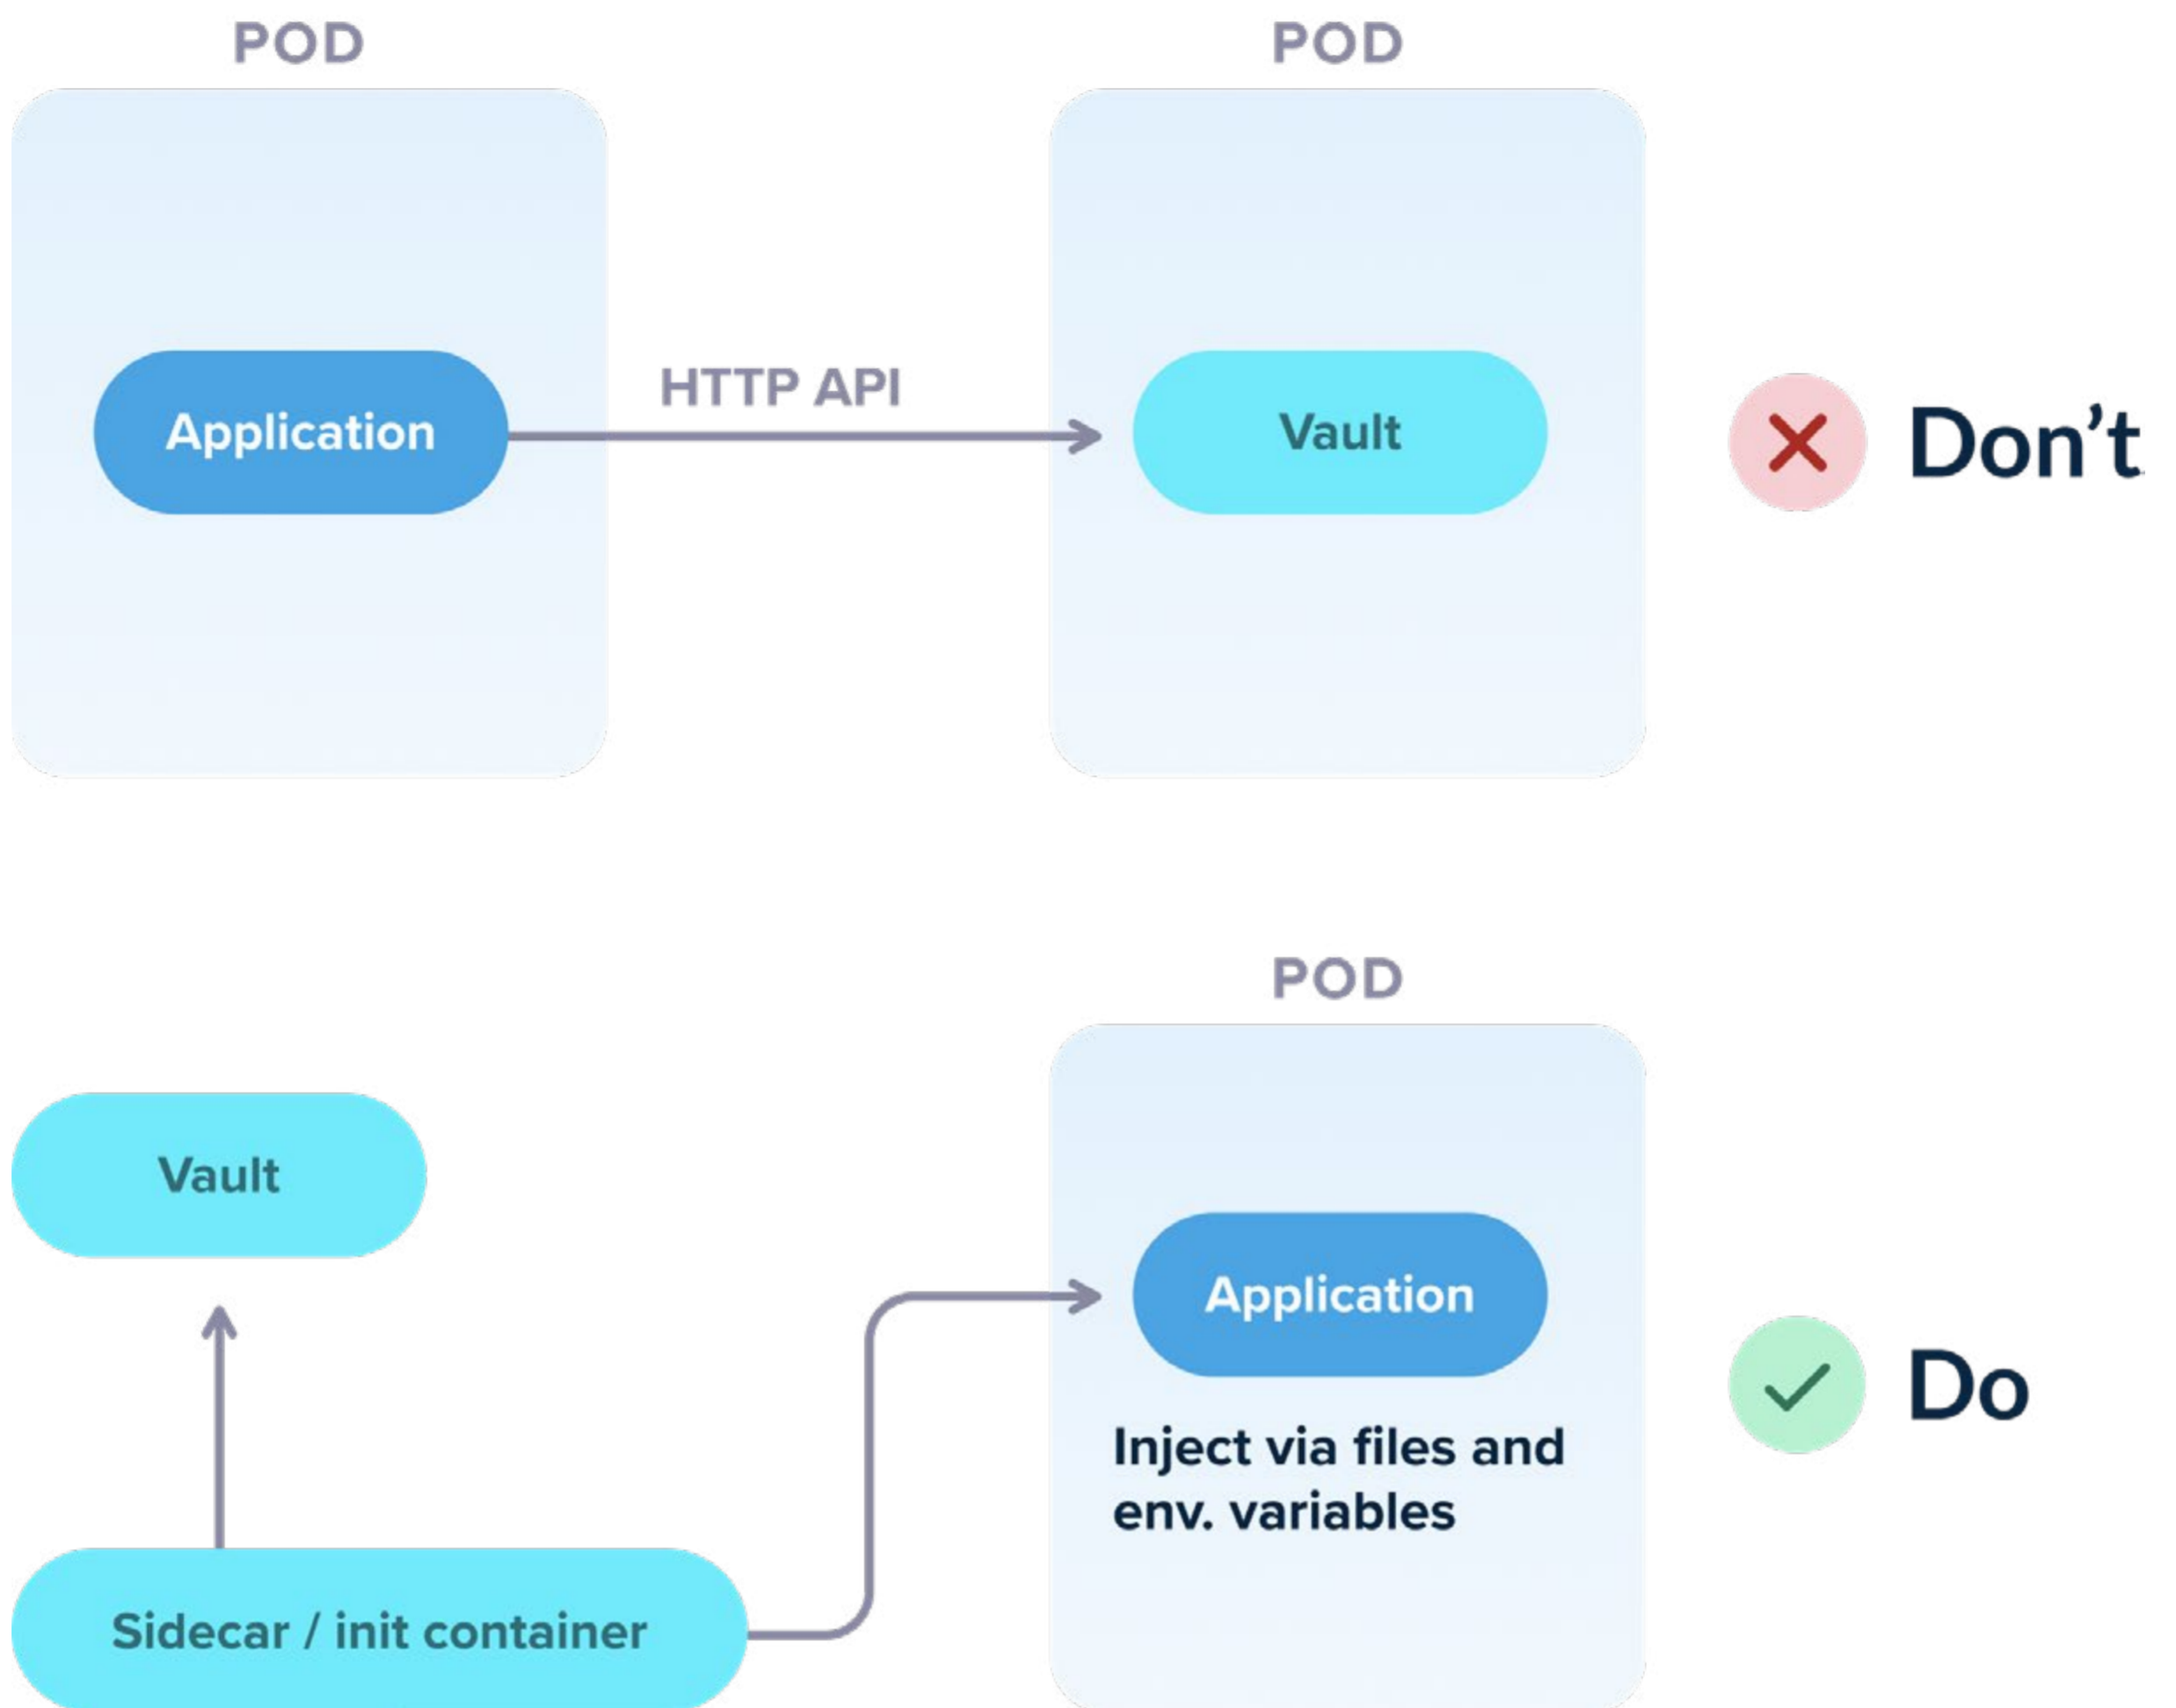 POD
POD
Application
HTTP API
Vault
Don’t
POD
Vault
Application
Inject via files and
env. variables
Do
Sidecar / init container